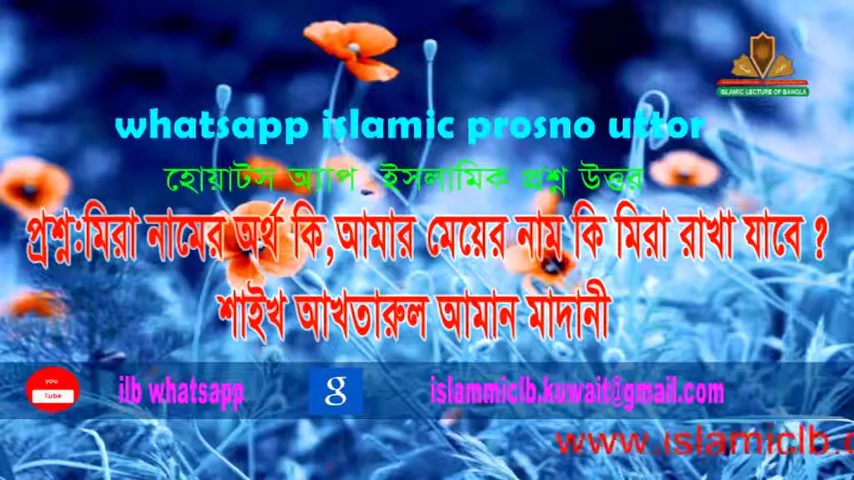 ISLAMIC LECTURE OF BANGLA
whatsapp islamic prosno uttor
হোয়াটস অ্যাপ ইসলামিক প্রশ্ন উত্তর
প্রশ্ন:মিরা নামের অর্থ কি,আমার মেয়ের নাম কি মিরা রাখা যাবে ?
শাইখ আখতারুল আমান মাদানী
You Tube
ilb whatsapp
g
islammiclb.kuwait@gmail.com
www.islamiclb.c